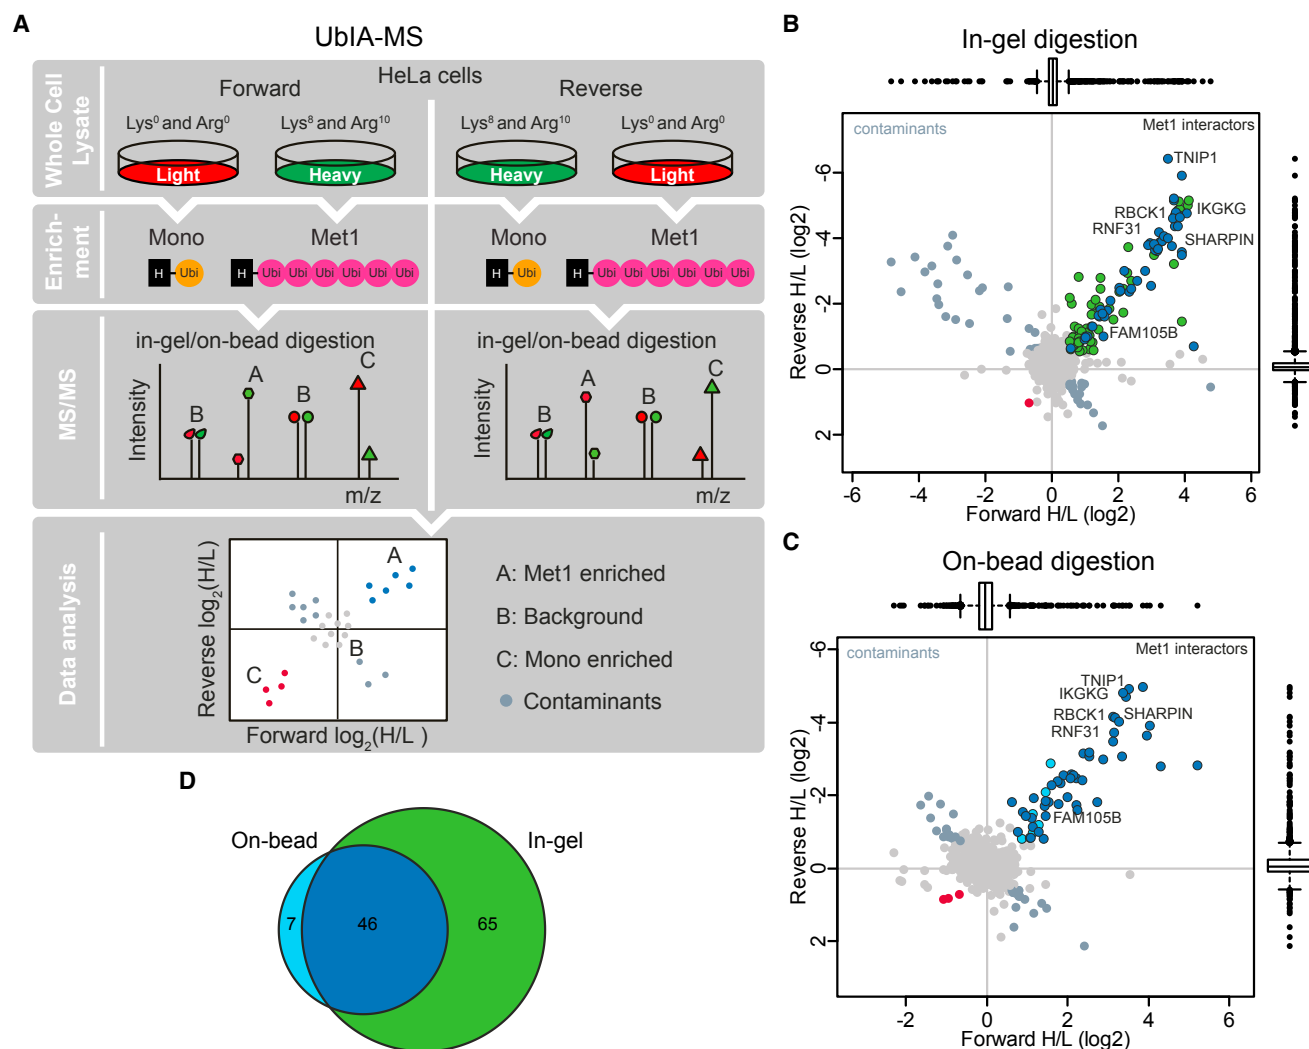 A
UbIA-MS
Whole Cell
Lysate
HeLa cells
Forward
Reverse
Lys0 and Arg0
Lys8 and Arg10
Lys8 and Arg10
Lys0 and Arg0
Light
Heavy
Heavy
Light
Enrich-
ment
Mono
Met1
Mono
Met1
H Ubi
H Ubi Ubi Ubi Ubi Ubi Ubi
H Ubi
H Ubi Ubi Ubi Ubi Ubi Ubi
MS/MS
in-gel/on-bead digestion
in-gel/on-bead digestion
Intensity
B
A
B
C
m/z
Intensity
B
A
B
C
m/z
Data analysis
Reverse log2(H/L)
A
B
C
Forward log2(H/L )
A: Met1 enriched
B: Background
C: Mono enriched
Contaminants
B
In-gel digestion
contaminants
Met1 interactors
TNIP1
IKGKG
RBCK1
RNF31
SHARPIN
FAM105B
Reverse H/L (log2)
-6
-4
-2
0
2
-6 -4 -2 0 2 4 6
Forward H/L (log2)
C
On-bead digestion
contaminants
Met1 interactors
TNIP1
IKGKG
RBCK1
SHARPIN
RNF31
FAM105B
Reverse H/L (log2)
-6
-4
-2
0
2
-2 0 2 4 6
Forward H/L (log2)
D
On-bead
In-gel
7
46
65